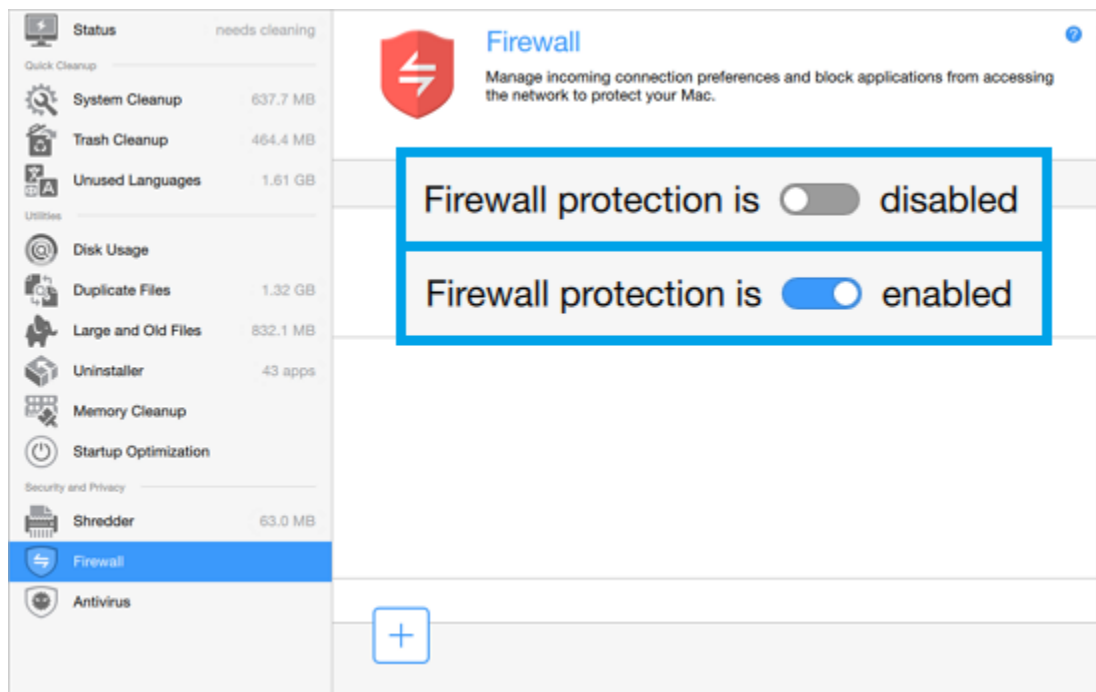 Status needs cleaning
Quick Cleanup
System Cleanup 637.7 MB
Trash Cleanup 464.4 MB
Unused Languages 1.61 GB
Utilities
Disk Usage
Duplicate Files 1.32 GB
Large and Old Files 832.1 MB
Uninstaller 43 apps
Memory Cleanup
Startup Optimization
Security and Privacy
Shredder 63.0 MB
Firewall
Antivirus
Firewall
?
Manage incoming connection preferences and block applications from accessing
the network to protect your Mac.
Firewall protection is disabled
Firewall protection is enabled
+